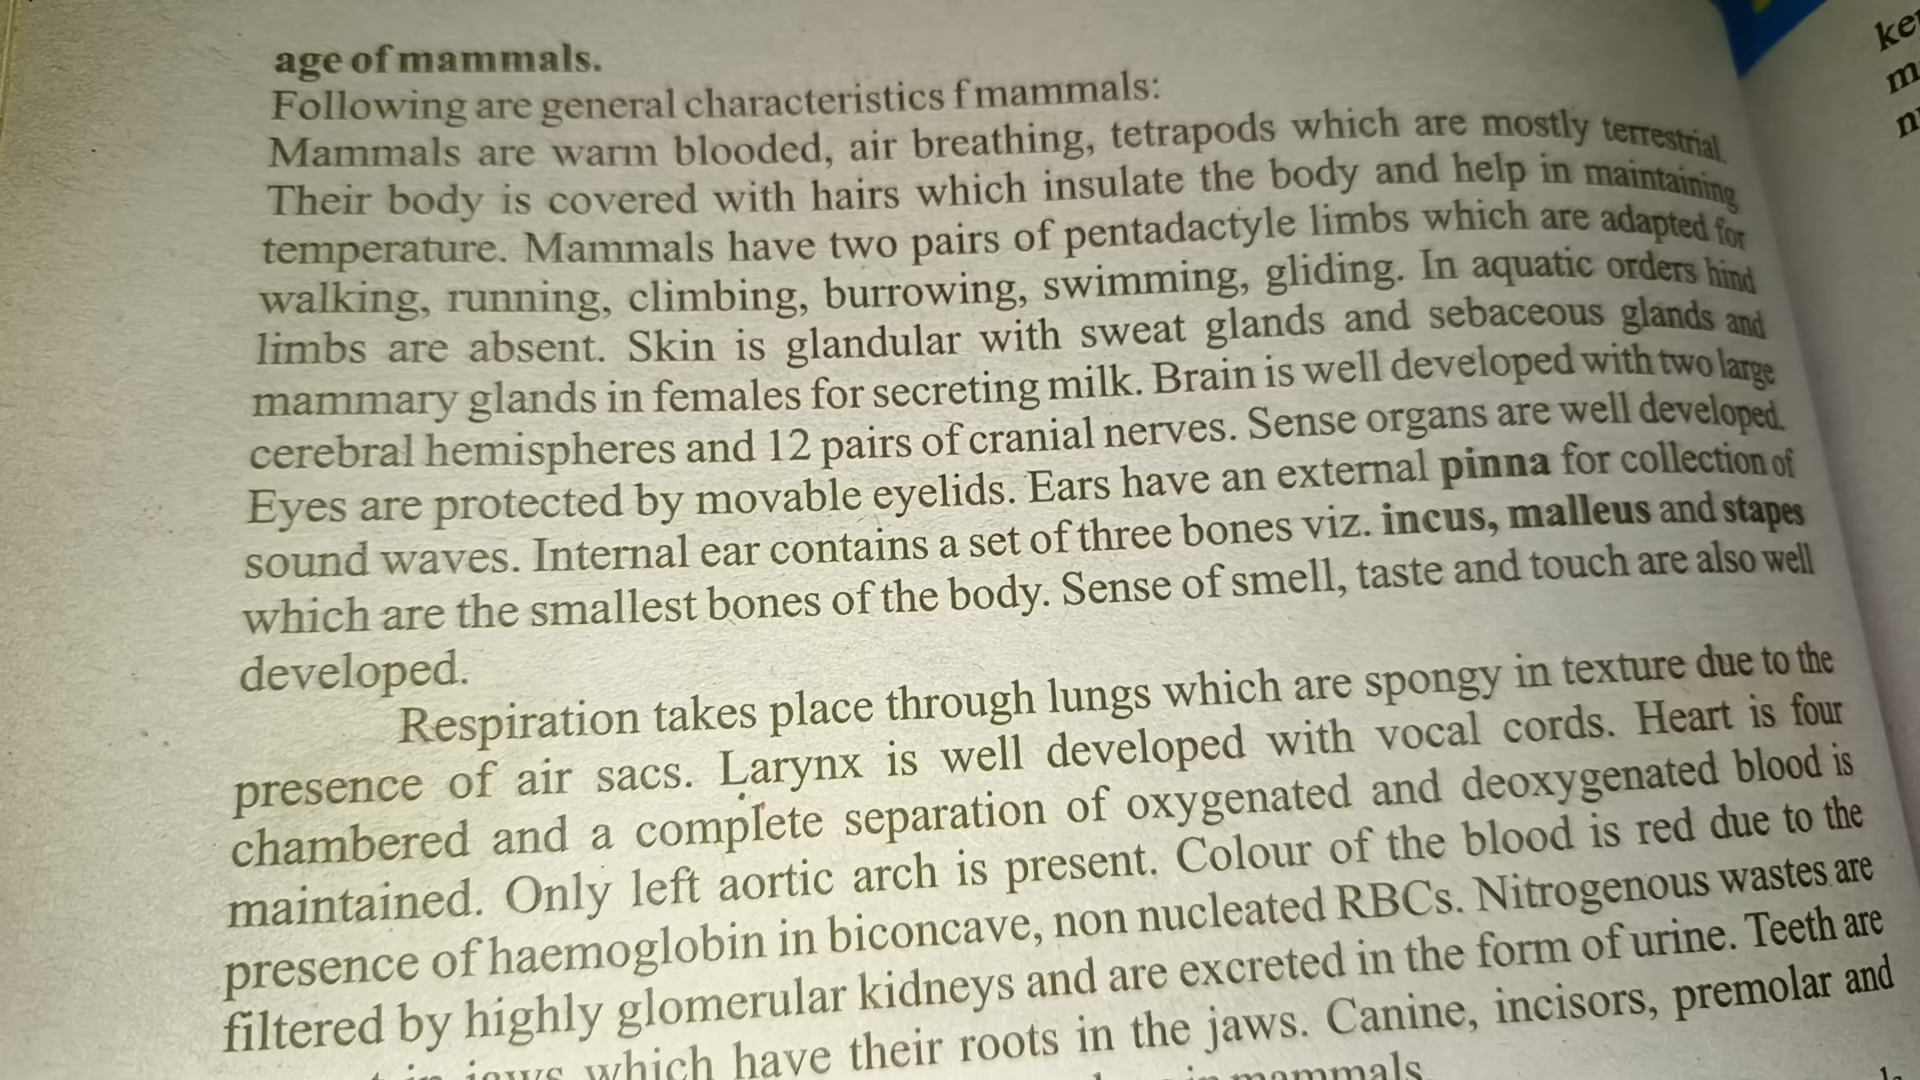 age of mammals.
Following are general characteristics f mammals:
Mammals are warm blooded, air breathing, tetrapods which are mostly terrestrial.
Their body is covered with hairs which insulate the body and help in maintaining
temperature. Mammals have two pairs of pentadactyle limbs which are adapted for
walking, running, climbing, burrowing, swimming, gliding. In aquatic orders hind
limbs are absent. Skin is glandular with sweat glands and sebaceous glands and
mammary glands in females for secreting milk. Brain is well developed with two large
cerebral hemispheres and 12 pairs of cranial nerves. Sense organs are well developed.
Eyes are protected by movable eyelids. Ears have an external pinna for collection of
sound waves. Internal ear contains a set of three bones viz. incus, malleus and stapes
which are the smallest bones of the body. Sense of smell, taste and touch are also well
developed.
Respiration takes place through lungs which are spongy in texture due to the
presence of air sacs. Larynx is well developed with vocal cords. Heart is four
chambered and a complete separation of oxygenated and deoxygenated blood is
maintained. Only left aortic arch is present. Colour of the blood is red due to the
presence of haemoglobin in biconcave, non nucleated RBCs. Nitrogenous wastes are
filtered by highly glomerular kidneys and are excreted in the form of urine. Teeth are
in jaws which have their roots in the jaws. Canine, incisors, premolar and
in mammals.